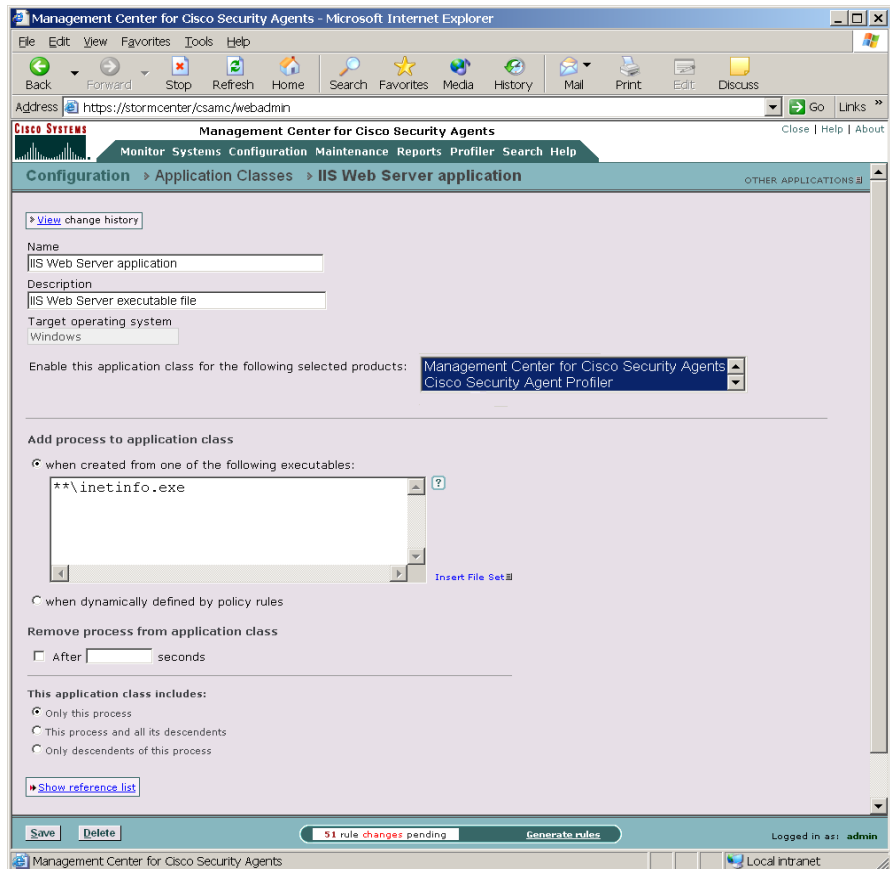 Management Center for Cisco Security Agents - Microsoft Internet Explorer
File Edit View Favorites Tools Help
Back Forward Stop Refresh Home Search Favorites Media History Mail Print Edit Discuss
Address https://stormcenter/csamc/webadmin Go Links »
CISCO SYSTEMS Management Center for Cisco Security Agents Close | Help | About
Monitor Systems Configuration Maintenance Reports Profiler Search Help
Configuration > Application Classes > IIS Web Server application OTHER APPLICATIONS
View change history
Name
IIS Web Server application
Description
IIS Web Server executable file
Target operating system
Windows
Enable this application class for the following selected products: Management Center for Cisco Security Agents
Cisco Security Agent Profiler
Add process to application class
when created from one of the following executables:
**\inetinfo.exe ?
Insert File Set
when dynamically defined by policy rules
Remove process from application class
After seconds
This application class includes:
Only this process
This process and all its descendents
Only descendents of this process
Show reference list
Save Delete 51 rule changes pending Generate rules Logged in as: admin
Management Center for Cisco Security Agents Local intranet